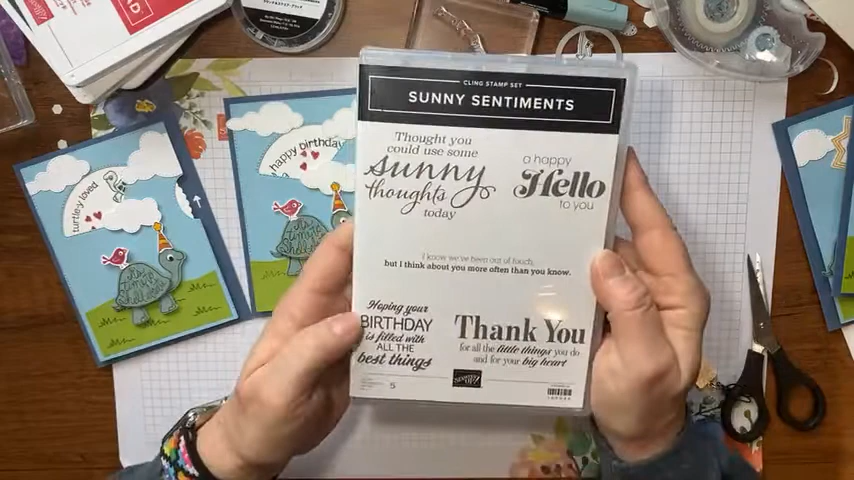 CLING STAMP SET
SUNNY SENTIMENTS
Thought you
could use some
sunny
thoughts
today
a happy
Hello
to you
I know we've been out of touch,
but I think about you more often than you know.
Hoping your
BIRTHDAY
is filled with
ALL THE
best things
Thank You
for all the little things you do
and for your big heart
5
happy birthday
turtle-y loved